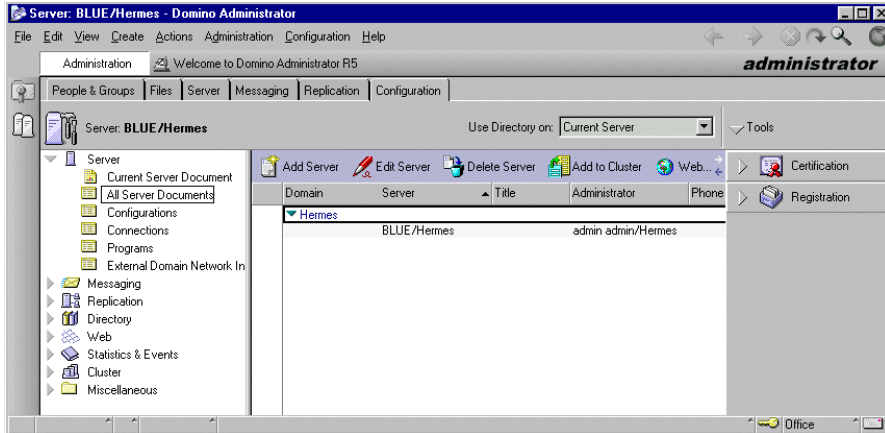 Server: BLUE/Hermes - Domino Administrator
File Edit View Create Actions Administration Configuration Help
Administration Welcome to Domino Administrator R5 administrator
People & Groups Files Server Messaging Replication Configuration
Server: BLUE/Hermes Use Directory on: Current Server Tools
Server Add Server Edit Server Delete Server Add to Cluster Web... Certification
Current Server Document
All Server Documents Domain Server Title Administrator Phone Registration
Configurations Hermes
Connections BLUE/Hermes admin admin/Hermes
Programs
External Domain Network In
Messaging
Replication
Directory
Web
Statistics & Events
Cluster
Miscellaneous
Office